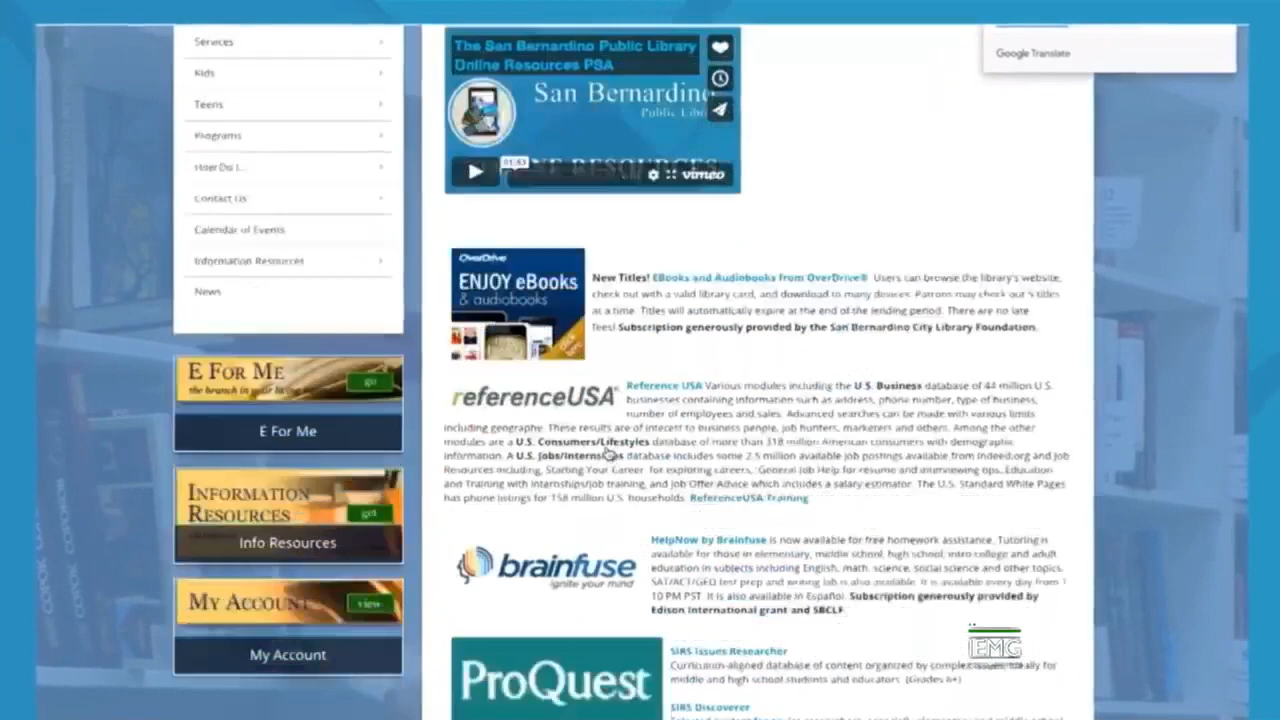 Services
Kids
Teens
Programs
How Do I...
Contact Us
Calendar of Events
Information Resources
News
E FOR ME
the branch in your living
go
E For Me
INFORMATION
RESOURCES
get
Info Resources
MY ACCOUNT
view
My Account
The San Bernardino Public Library
Online Resources PSA
San Bernardino
Public Lib
NE RESOURCES
01:53
vimeo
Google Translate
OverDrive
ENJOY eBooks
& audiobooks
click here
New Titles! EBooks and Audiobooks from OverDrive® Users can browse the library's website,
check out with a valid library card, and download to many devices. Patrons may check out 5 titles
at a time. Titles will automatically expire at the end of the lending period. There are no late
fees! Subscription generously provided by the San Bernardino City Library Foundation.
referenceUSA
Reference USA Various modules including the U.S. Business database of 44 million U.S.
businesses containing information such as address, phone number, type of business,
number of employees and sales. Advanced searches can be made with various limits
including geography. These results are of interest to business people, job hunters, marketers and others. Among the other
modules are a U.S. Consumers/Lifestyles database of more than 318 million American consumers with demographic
information. A U.S. Jobs/Internships database includes some 2.5 million available job postings available from Indeed.org and Job
Resources including, Starting Your Career for exploring careers, General Job Help for resume and interviewing tips, Education
and Training with Internships/job training, and Job Offer Advice which includes a salary estimator. The U.S. Standard White Pages
has phone listings for 158 million U.S. households. ReferenceUSA Training
brainfuse
ignite your mind
HelpNow by Brainfuse is now available for free homework assistance. Tutoring is
available for those in elementary, middle school, high school, intro college and adult
education in subjects including English, math, science, social science and other topics.
SAT/ACT/GED test prep and writing lab is also available. It is available every day from 1
10 PM PST. It is also available in Español. Subscription generously provided by
Edison International grant and SBCLF.
EMG
ProQuest
SIRS Issues Researcher
Curriculum-aligned database of content organized by complex issues, ideally for
middle and high school students and educators. (Grades 6+)
SIRS Discoverer